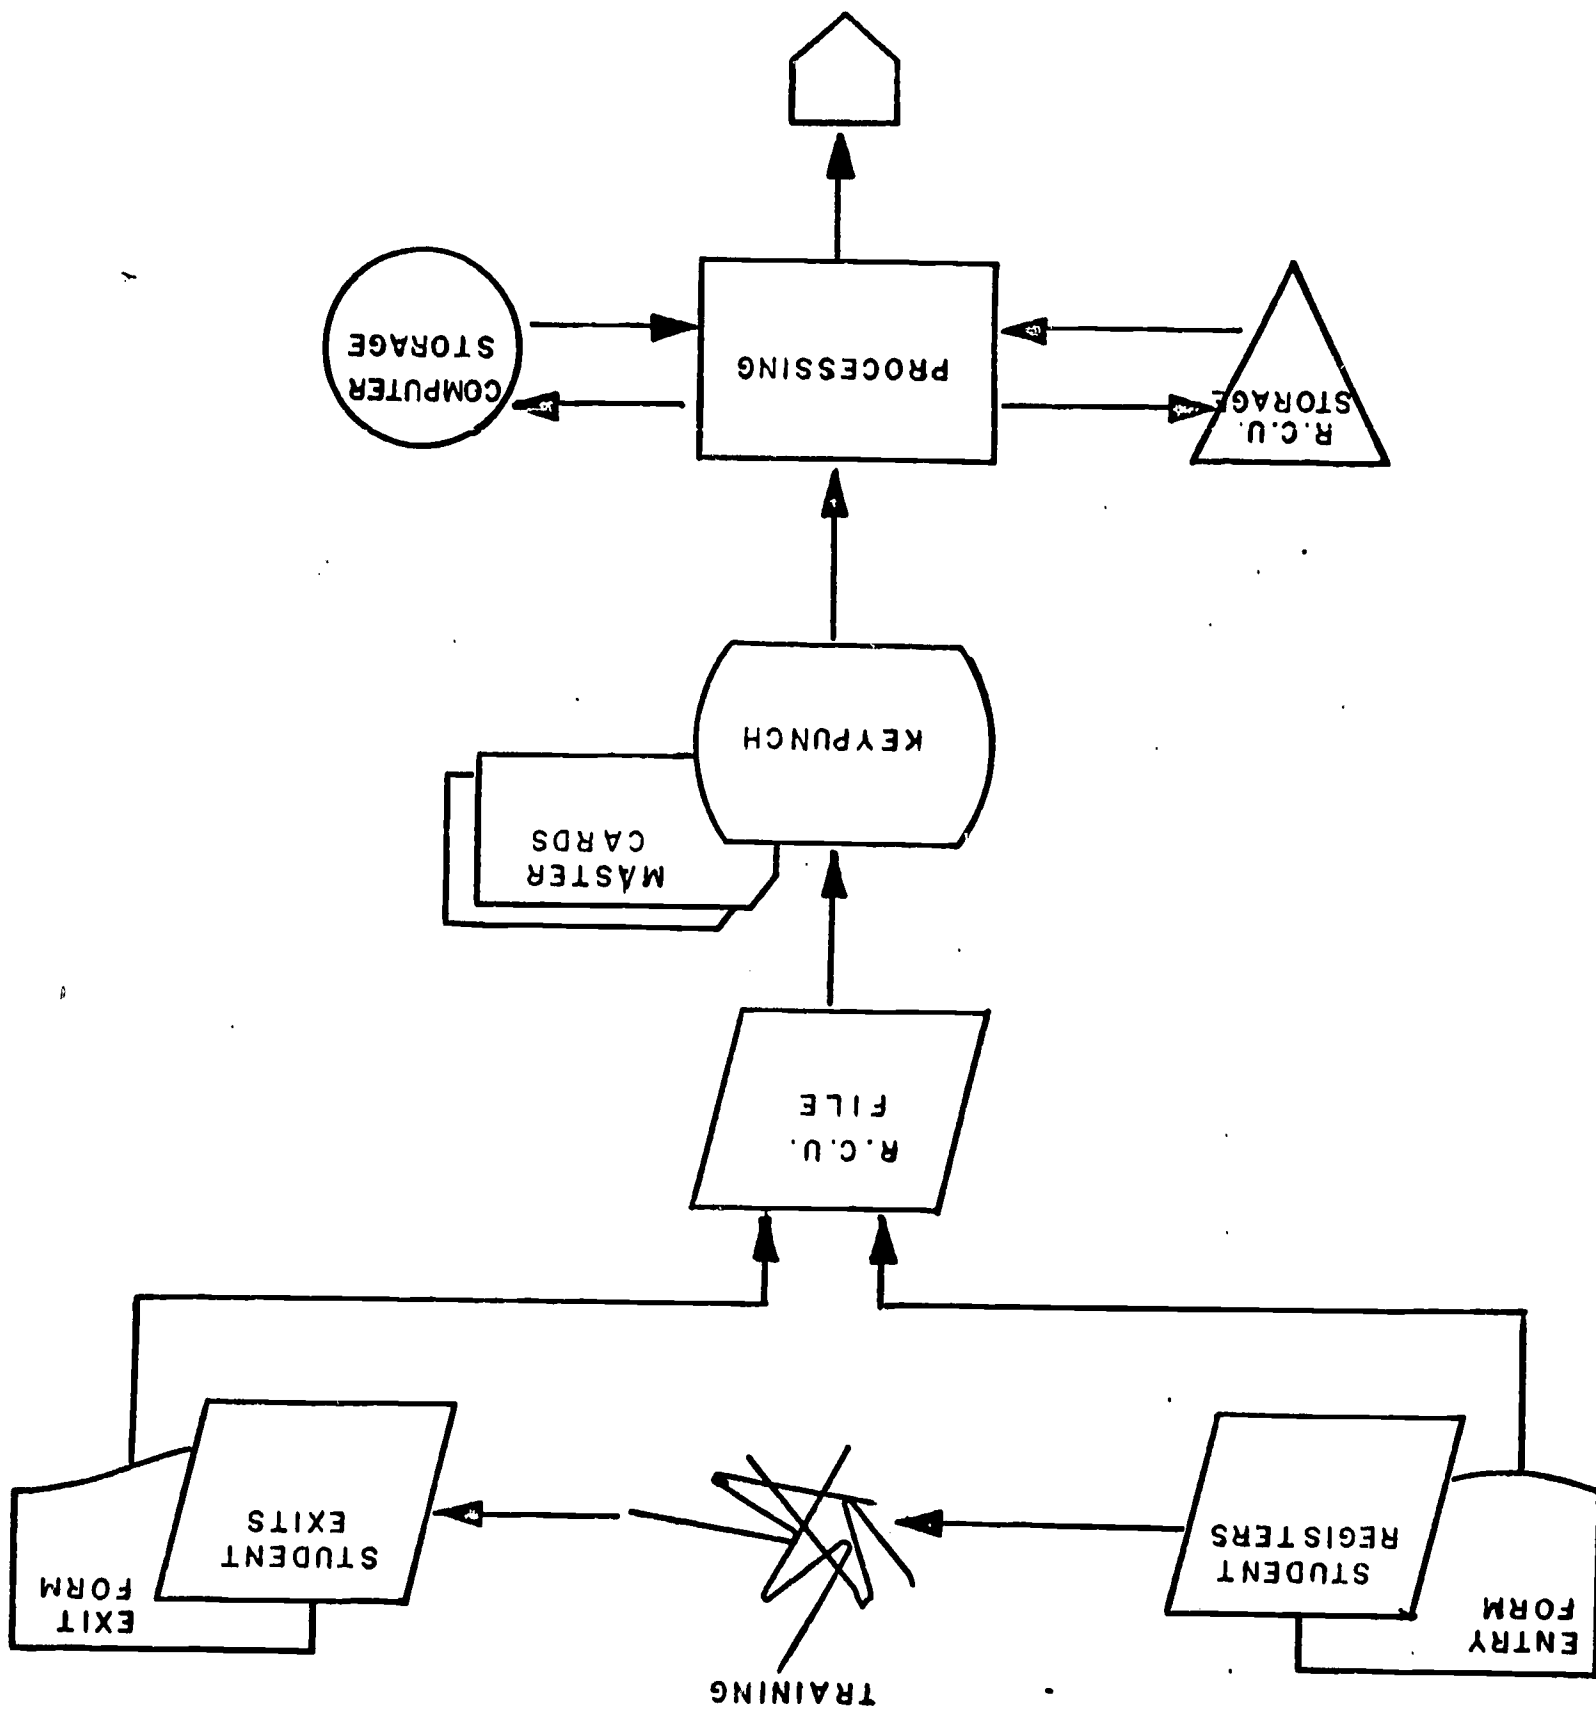 TRAINING
ENTRY
FORM
STUDENT
REGISTERS
STUDENT
EXITS
EXIT
FORM
R.C.U.
FILE
MASTER
CARDS
KEYPUNCH
R.C.U.
STORAGE
PROCESSING
COMPUTER
STORAGE